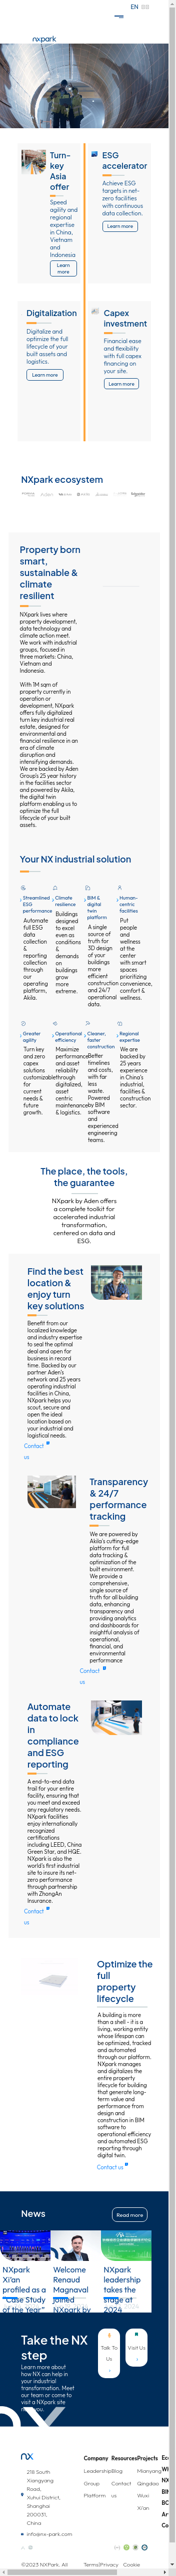 EN
nxpark
Turn-
key
Asia
offer
Speed
agility and
regional
expertise
in China,
Vietnam
and
Indonesia
Learn
more
ESG
accelerator
Achieve ESG
targets in net-
zero facilities
with continuous
data collection.
Learn more
Digitalization
Digitalize and
optimize the full
lifecycle of your
built assets and
logistics.
Learn more
Capex
investment
Financial ease
and flexibility
with full capex
financing on
your site.
Learn more
NXpark ecosystem
Schneider
Property born
smart,
sustainable &
climate
resilient
NXpark lives where
property development,
data technology and
climate action meet.
We work with industrial
groups, focused in
three markets: China,
Vietnam and
Indonesia.
With 1M sqm of
property currently in
operation or
development, NXpark
offers fully digitalized
turn key industrial real
estate, designed for
environmental and
financial resilience in an
era of climate
disruption and
intensifying demands.
We are backed by Aden
Group's 25 year history
in the facilities sector.
And we are powered
by Akila, the digital
twin platform enabling
us to optimize the full
lifecycle of your built
assets.
Your NX industrial solution
Streamlined
ESG
performance
Automate
full ESG
data
collection
&
reporting
collection
through
our
operating
platform,
Akila.
Climate
resilience
Buildings
designed
to excel
even as
conditions
&
demands
on
buildings
grow
more
extreme.
BIM &
digital
twin
platform
A single
source of
truth for
3D design
of your
buildings
more
efficient
construction
and 24/7
operational
data.
Human-
centric
facilities
Put
people
and
wellness
at the
center
with smart
spaces
prioritizing
convenience,
comfort &
wellness.
Greater
agility
Turn key
and zero
capex
solutions
customizable
for
current
needs &
future
growth.
Operational
efficiency
Maximize
performance
and asset
reliability
through
digitalized,
asset
centric
maintenance
& logistics.
Cleaner,
faster
construction
Better
timelines
and costs,
with far
less
waste.
Powered
by BIM
software
and
experienced
engineering
teams.
Regional
expertise
We are
backed by
25 years
experience
in China's
industrial,
facilities &
construction
sector.
The place, the tools,
the guarantee
NXpark by Aden offers
a complete toolkit for
accelerated industrial
transformation,
centered on data and
ESG.
Find the best
location &
enjoy turn
key solutions
Benefit from our
localized knowledge
and industry expertise
to seal the optimal
land and open for
business in record
time. Backed by our
partner Aden's
network and 25 years
operating industrial
facilities in China,
NXpark helps you
scout, secure and
open the ideal
location based on
your industrial and
logistical needs.
Contact
us
Transparency
& 24/7
performance
tracking
We are powered by
Akila's cutting-edge
platform for full
data tracking &
optimization of the
built environment.
We provide a
comprehensive,
single source of
truth for all building
data, enhancing
transparency and
providing analytics
and dashboards for
insightful analysis of
operational,
financial, and
environmental
performance
Contact
us
Automate
data to lock
in
compliance
and ESG
reporting
A end-to-end data
trail for your entire
facility, ensuring that
you meet and exceed
any regulatory needs.
NXpark facilities
enjoy internationally
recognized
certifications
including LEED, China
Green Star, and HQE.
NXpark is also the
world's first industrial
site to insure its net-
zero performance
through partnership
with ZhongAn
Insurance.
Contact
us
Optimize the
full
property
lifecycle
A building is more
than a shell - it is a
living, working entity
whose lifespan can
be optimized, tracked
and automated
through our platform.
NXpark manages
and digitalizes the
entire property
lifecycle for building
that generate long-
term value and
performance from
design and
construction in BIM
software to
operational efficiency
and automated ESG
reporting through
digital twin.
Contact us
News
Read more
NXpark
Xi'an
profiled as a
"Case Study
of the Year"
Welcome
Renaud
Magnaval
joined
NXpark by
NXpark
leadership
takes the
stage at
2024
Take the NX
step
Learn more about
how NX can help in
your industrial
transformation. Meet
our team or come to
visit a NXpark site
near you.
Talk To
Us
Visit Us
nx
Company
Leadership
Group
Platform
Resources
Blog
Contact
us
Projects
Mianyang
Qingdao
Wuxi
Xi'an
218 South
Xiangyang
Road,
Xuhui District,
Shanghai
200031,
China
info@nx-park.com
©2023 NXPark. All
Terms
Privacy
Cookie